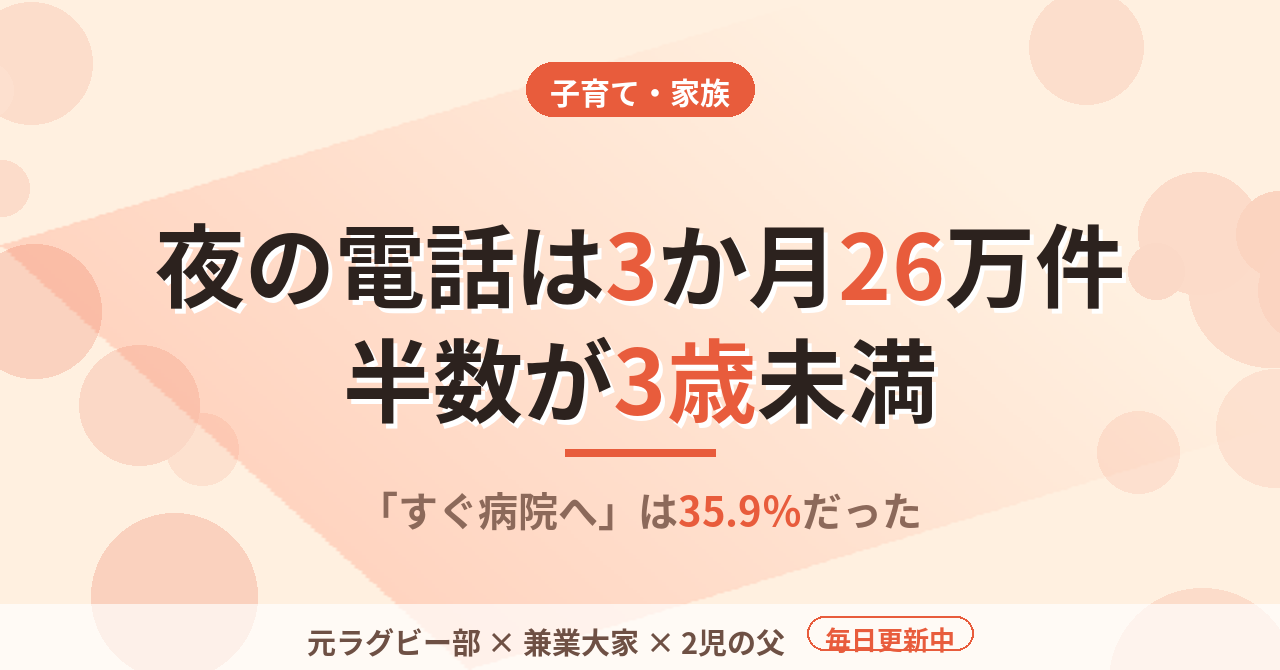 子育て・家族
夜の電話は3か月26万件
半数が3歳未満
「すぐ病院へ」は35.9%だった
元ラグビー部 × 兼業大家 × 2児の父 毎日更新中